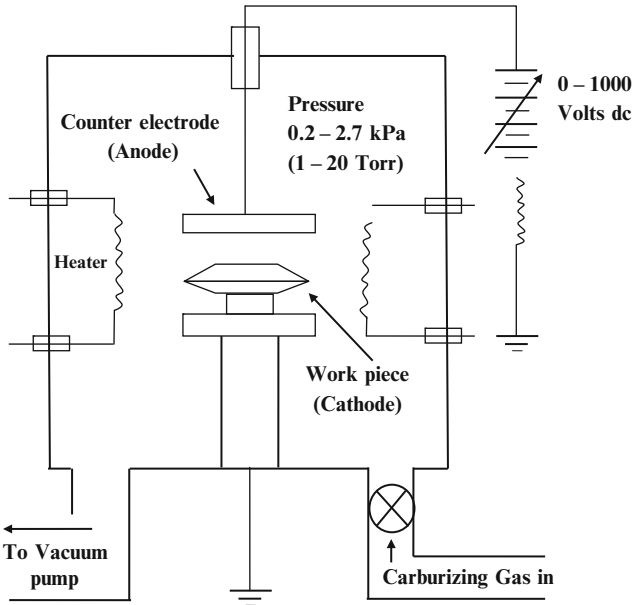 0 – 1000
Volts dc
Pressure
0.2 – 2.7 kPa
(1 – 20 Torr)
Counter electrode
(Anode)
Heater
Work piece
(Cathode)
To Vacuum
pump
Carburizing Gas in